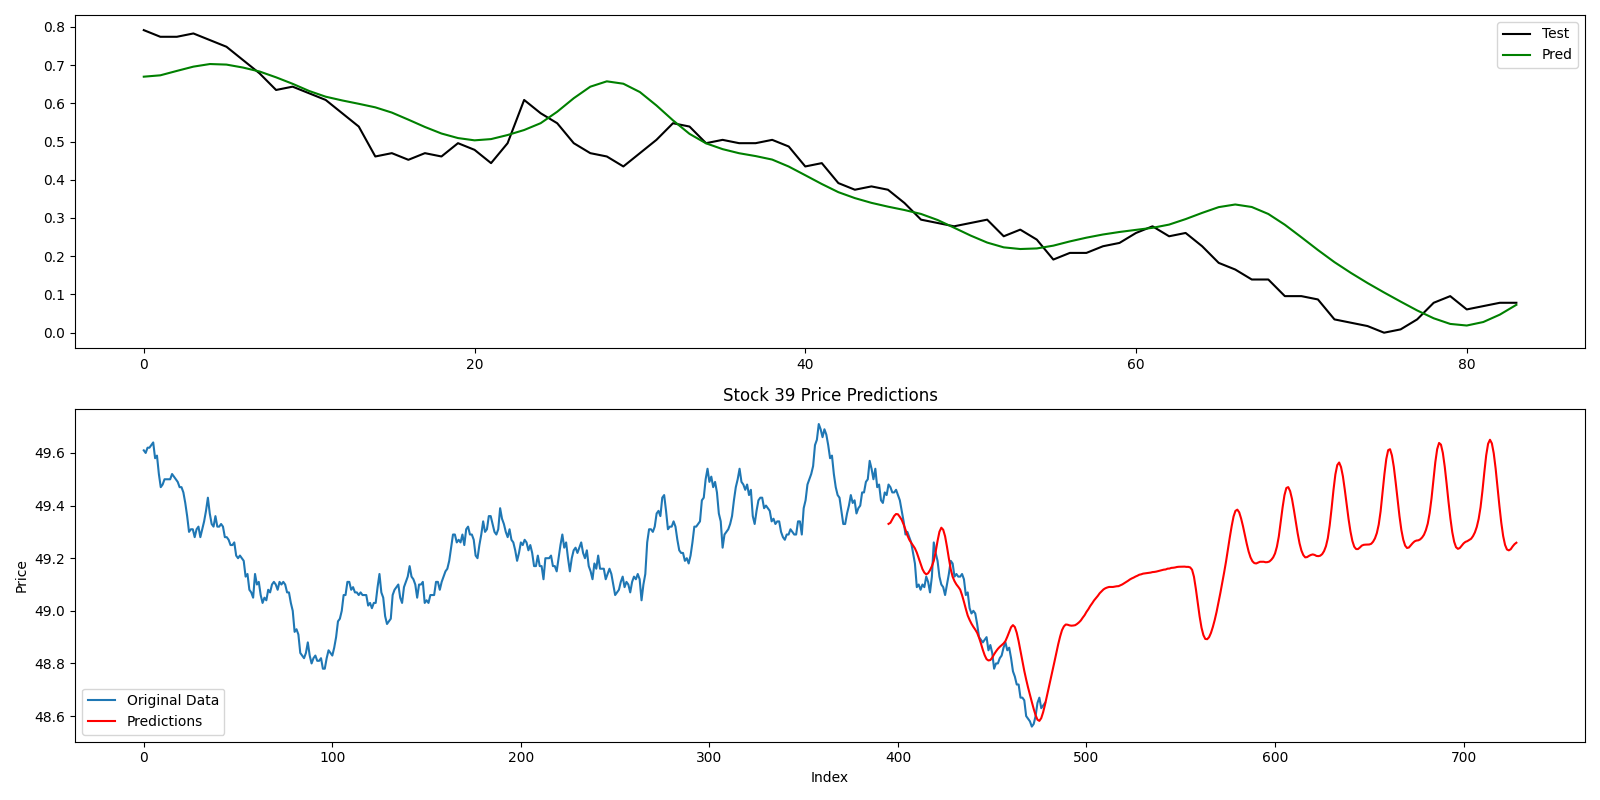 0.8
0.7
0.6
0.5
0.4
0.3
0.2
0.1
0.0
Test
Pred
0 20 40 60 80
Stock 39 Price Predictions
49.6
49.4
49.2
49.0
48.8
48.6
Price
Original Data
Predictions
0 100 200 300 400 500 600 700
Index